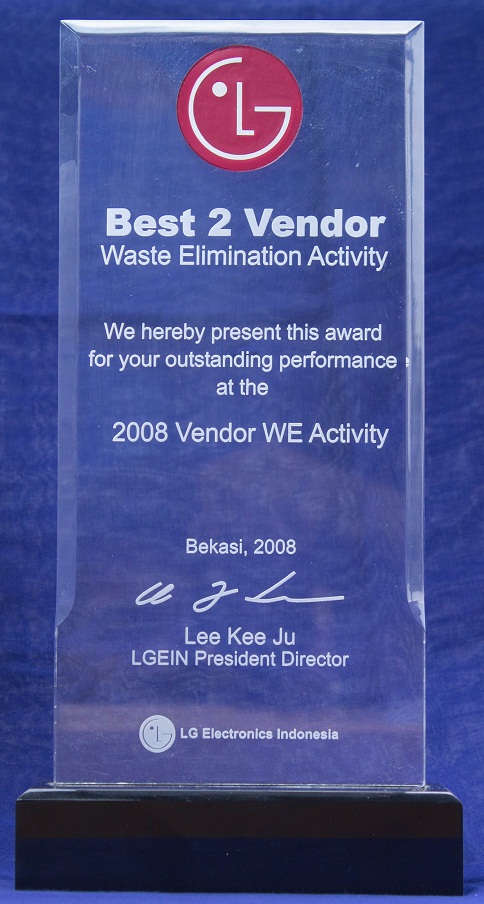 Best 2 Vendor
Waste Elimination Activity
We hereby present this award
for your outstanding performance
at the
2008 Vendor WE Activity
Bekasi, 2008
Lee Kee Ju
LGEIN President Director
LG Electronics Indonesia